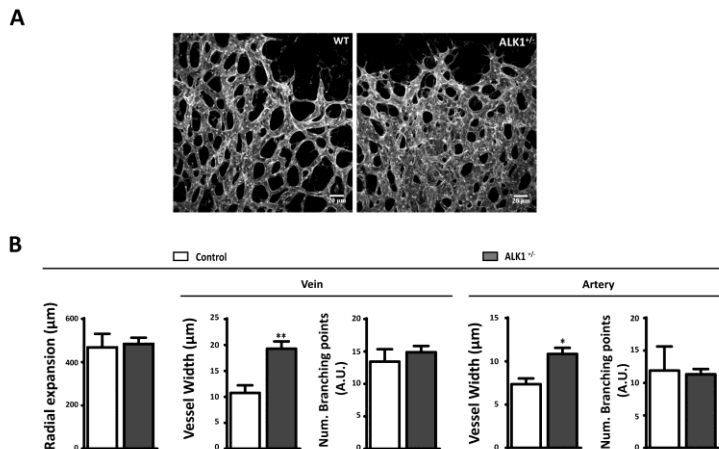 A
WT
ALK1+/-
20 µm
20 µm
B
Control
ALK1 +/-
Vein
Artery
Radial expansion (µm)
600
400
200
0
Vessel Width (µm)
25
20
15
10
5
0
**
Num. Branching points
(A.U.)
20
15
10
5
0
Vessel Width (µm)
15
10
5
0
*
Num. Branching points
(A.U.)
20
15
10
5
0